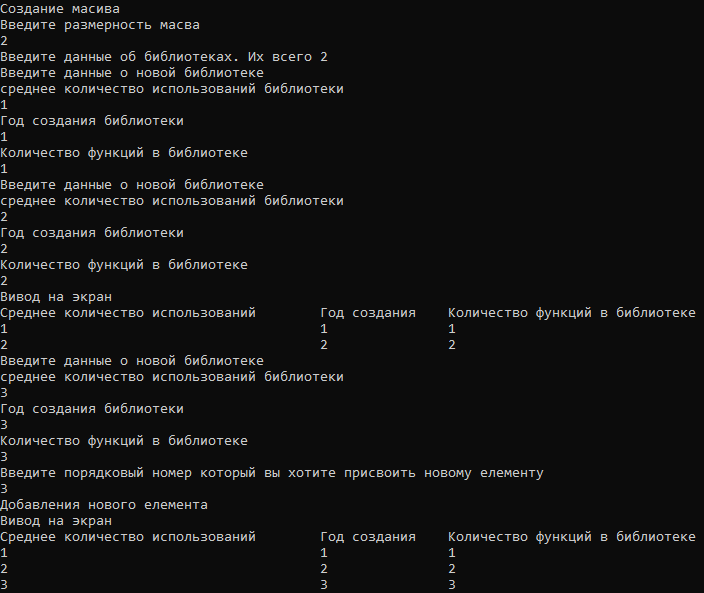 Создание масива
Введите размерность масва
2
Введите данные об библиотеках. Их всего 2
Введите данные о новой библиотеке
среднее количество использований библиотеки
1
Год создания библиотеки
1
Количество функций в библиотеке
1
Введите данные о новой библиотеке
среднее количество использований библиотеки
2
Год создания библиотеки
2
Количество функций в библиотеке
2
Вивод на экран
Среднее количество использований Год создания Количество функций в библиотеке
1 1 1
2 2 2
Введите данные о новой библиотеке
среднее количество использований библиотеки
3
Год создания библиотеки
3
Количество функций в библиотеке
3
Введите порядковый номер который вы хотите присвоить новому елементу
3
Добавления нового елемента
Вивод на экран
Среднее количество использований Год создания Количество функций в библиотеке
1 1 1
2 2 2
3 3 3